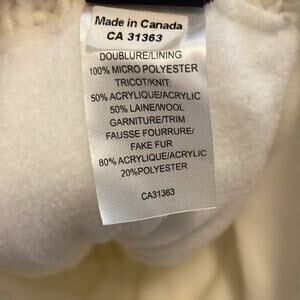 Made in Canada
CA 31363
DOUBLURE/LINING
100% MICRO POLYESTER
TRICOT/KNIT:
50% ACRYLIQUE/ACRYLIC
50% LAINE/WOOL
GARNITURE/TRIM
FAUSSE FOURRURE/
FAKE FUR
80% ACRYLIQUE/ACRYLIC
20%POLYESTER
CA31363